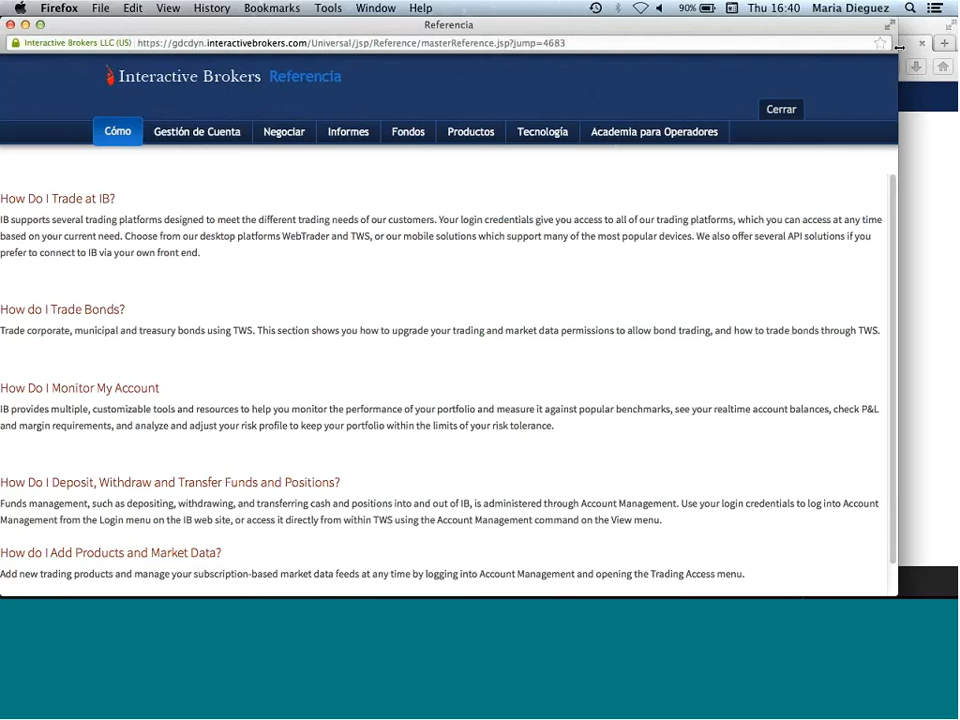 Firefox File Edit View History Bookmarks Tools Window Help 90% Thu 16:40 Maria Dieguez
Referencia
Interactive Brokers LLC (US) https://gdcdyn.interactivebrokers.com/Universal/jsp/Reference/masterReference.jsp?jump=4683
Interactive Brokers Referencia
Cerrar
Cómo Gestión de Cuenta Negociar Informes Fondos Productos Tecnología Academia para Operadores
How Do I Trade at IB?
IB supports several trading platforms designed to meet the different trading needs of our customers. Your login credentials give you access to all of our trading platforms, which you can access at any time
based on your current need. Choose from our desktop platforms WebTrader and TWS, or our mobile solutions which support many of the most popular devices. We also offer several API solutions if you
prefer to connect to IB via your own front end.
How do I Trade Bonds?
Trade corporate, municipal and treasury bonds using TWS. This section shows you how to upgrade your trading and market data permissions to allow bond trading, and how to trade bonds through TWS.
How Do I Monitor My Account
IB provides multiple, customizable tools and resources to help you monitor the performance of your portfolio and measure it against popular benchmarks, see your realtime account balances, check P&L
and margin requirements, and analyze and adjust your risk profile to keep your portfolio within the limits of your risk tolerance.
How Do I Deposit, Withdraw and Transfer Funds and Positions?
Funds management, such as depositing, withdrawing, and transferring cash and positions into and out of IB, is administered through Account Management. Use your login credentials to log into Account
Management from the Login menu on the IB web site, or access it directly from within TWS using the Account Management command on the View menu.
How do I Add Products and Market Data?
Add new trading products and manage your subscription-based market data feeds at any time by logging into Account Management and opening the Trading Access menu.